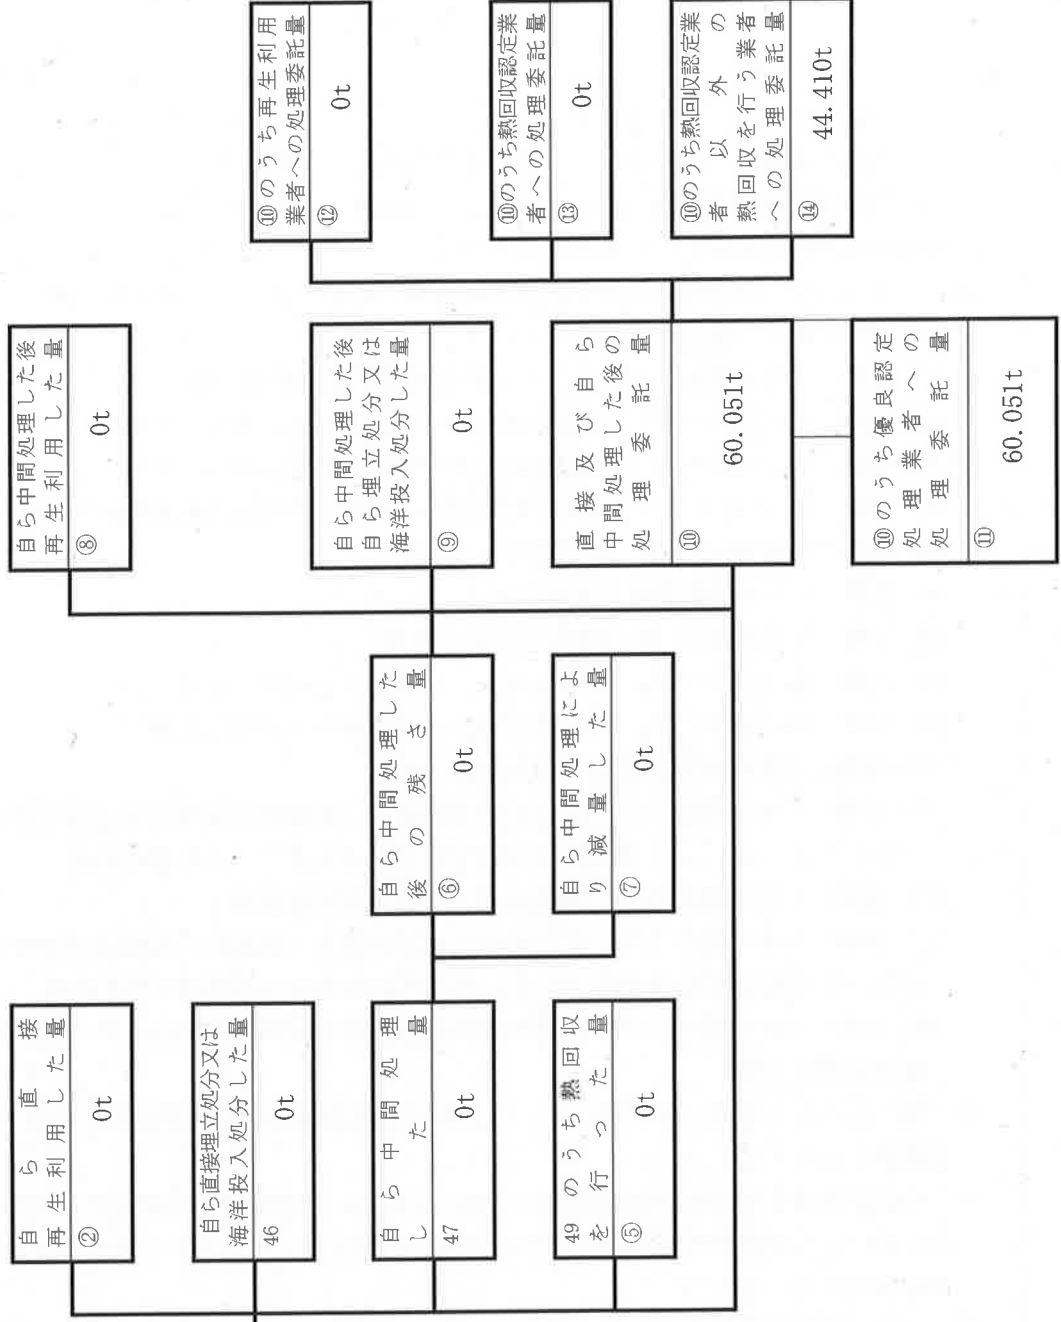 自ら直接
再生利用した量
②
0t
自ら直接埋立処分又は
海洋投入処分した量
46
0t
自ら中間処理
した量
47
0t
49のうち熱回収
を行った量
⑤
0t
自ら中間処理した
後の残さ量
⑥
0t
自ら中間処理によ
り減量した量
⑦
0t
自ら中間処理した後
再生利用した量
⑧
0t
自ら中間処理した後
自ら埋立処分又は
海洋投入処分した量
⑨
0t
直接及び自ら
中間処理した後の
処理委託量
⑩
60.051t
⑩のうち優良認定
処理業者への
処理委託量
⑪
60.051t
⑩のうち再生利用
業者への処理委託量
⑫
0t
⑩のうち熱回収認定業
者への処理委託量
⑬
0t
⑩のうち熱回収認定業
者以外の
熱回収を行う業者
への処理委託量
⑭
44.410t